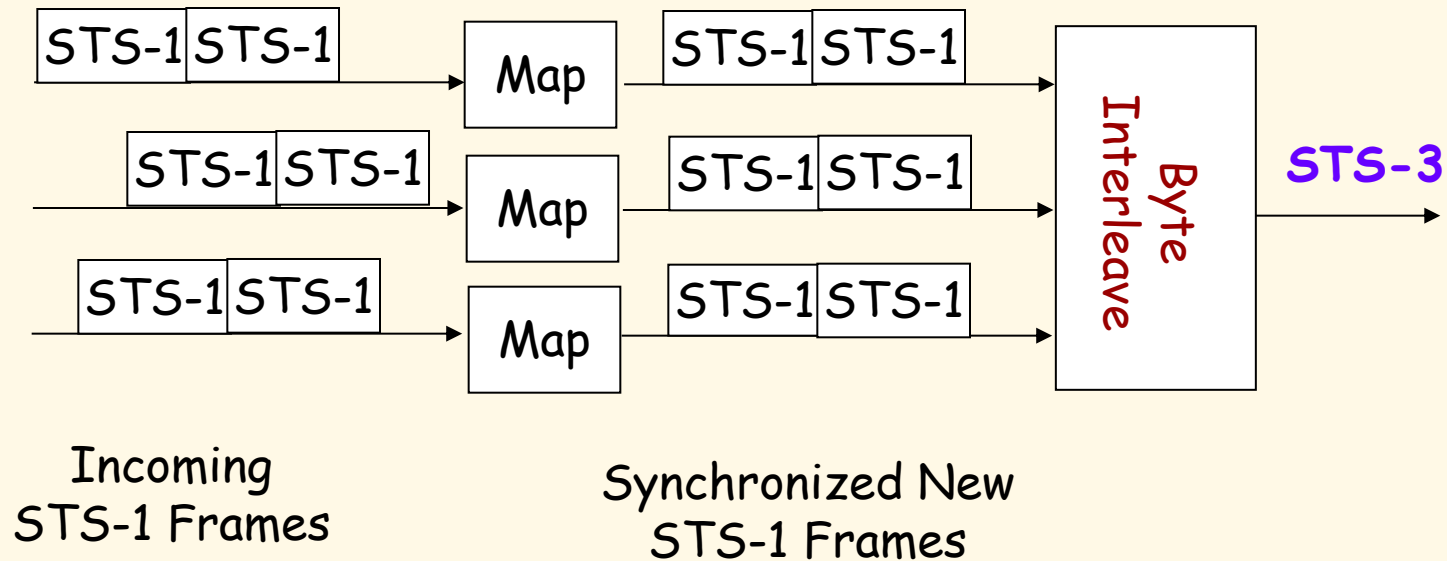 STS-1 STS-1
Map
STS-1 STS-1
STS-1 STS-1
Map
STS-1 STS-1
STS-1 STS-1
Map
STS-1 STS-1
Byte
Interleave
STS-3
Incoming
STS-1 Frames
Synchronized New
STS-1 Frames